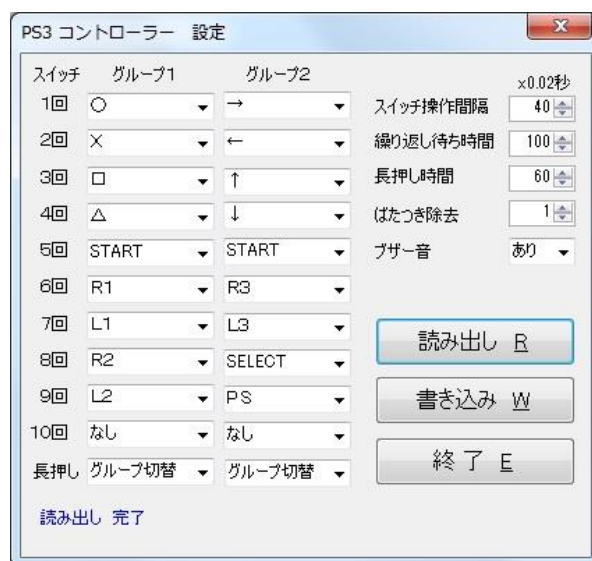 PS3 コントローラー 設定
スイッチ グループ1 グループ2 x0.02秒
1回 ○ → スイッチ操作間隔 40
2回 × ← 繰り返し待ち時間 100
3回 □ ↑ 長押し時間 60
4回 △ ↓ ばたつき除去 1
5回 START START ブザー音 あり
6回 R1 R3
7回 L1 L3 読み出し R
8回 R2 SELECT
9回 L2 PS 書き込み W
10回 なし なし
長押し グループ切替 グループ切替 終了 E
読み出し 完了